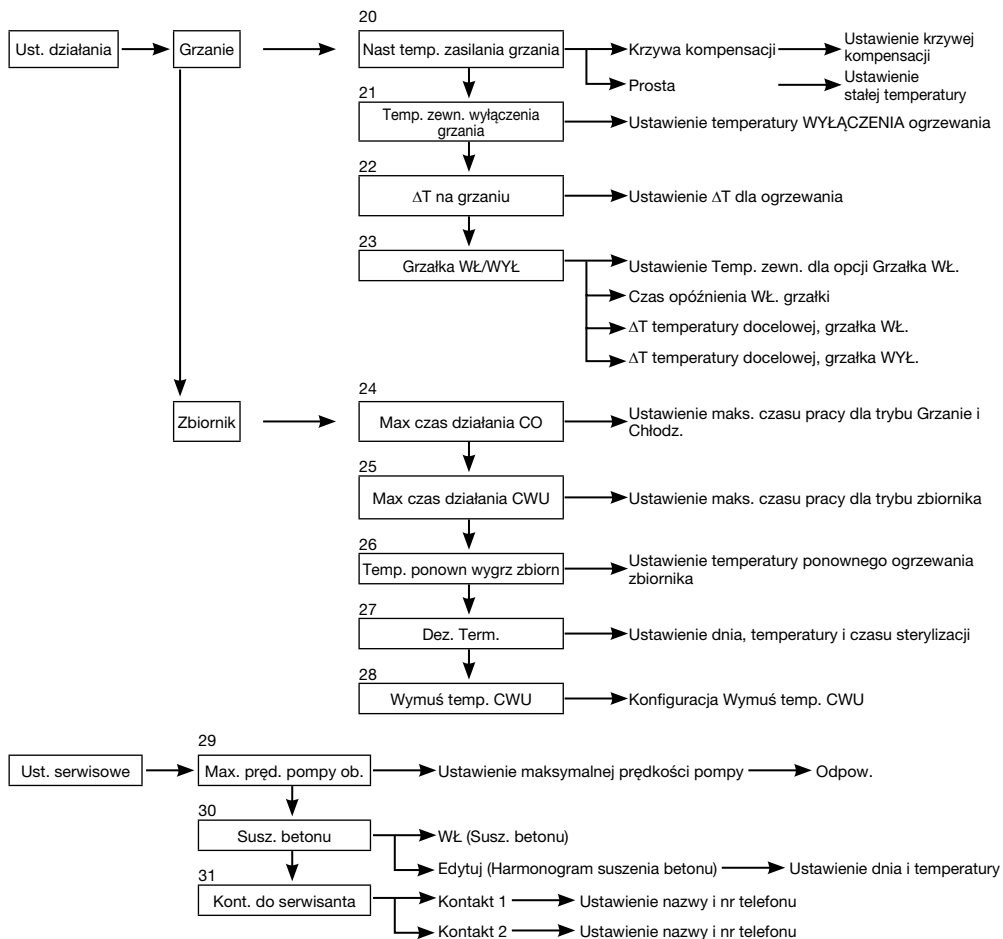 20
Ust. działania
Grzanie
Nast temp. zasilania grzania
Krzywa kompensacji
Ustawienie krzywej
kompensacji
Prosta
Ustawienie
stałej temperatury
21
Temp. zewn. wyłączenia
grzania
Ustawienie temperatury WYŁĄCZENIA ogrzewania
22
∆T na grzaniu
Ustawienie ∆T dla ogrzewania
23
Grzałka WŁ/WYŁ
Ustawienie Temp. zewn. dla opcji Grzałka WŁ.
Czas opóźnienia WŁ. grzałki
∆T temperatury docelowej, grzałka WŁ.
∆T temperatury docelowej, grzałka WYŁ.
24
Zbiornik
Max czas działania CO
Ustawienie maks. czasu pracy dla trybu Grzanie i
Chłodz.
25
Max czas działania CWU
Ustawienie maks. czasu pracy dla trybu zbiornika
26
Temp. ponown wygrz zbiorn
Ustawienie temperatury ponownego ogrzewania
zbiornika
27
Dez. Term.
Ustawienie dnia, temperatury i czasu sterylizacji
28
Wymuś temp. CWU
Konfiguracja Wymuś temp. CWU
29
Ust. serwisowe
Max. pręd. pompy ob.
Ustawienie maksymalnej prędkości pompy
Odpow.
30
Susz. betonu
WŁ (Susz. betonu)
Edytuj (Harmonogram suszenia betonu)
Ustawienie dnia i temperatury
31
Kont. do serwisanta
Kontakt 1
Ustawienie nazwy i nr telefonu
Kontakt 2
Ustawienie nazwy i nr telefonu